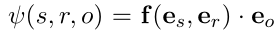 ψ(s, r, o) = f(e_s, e_r) · e_o